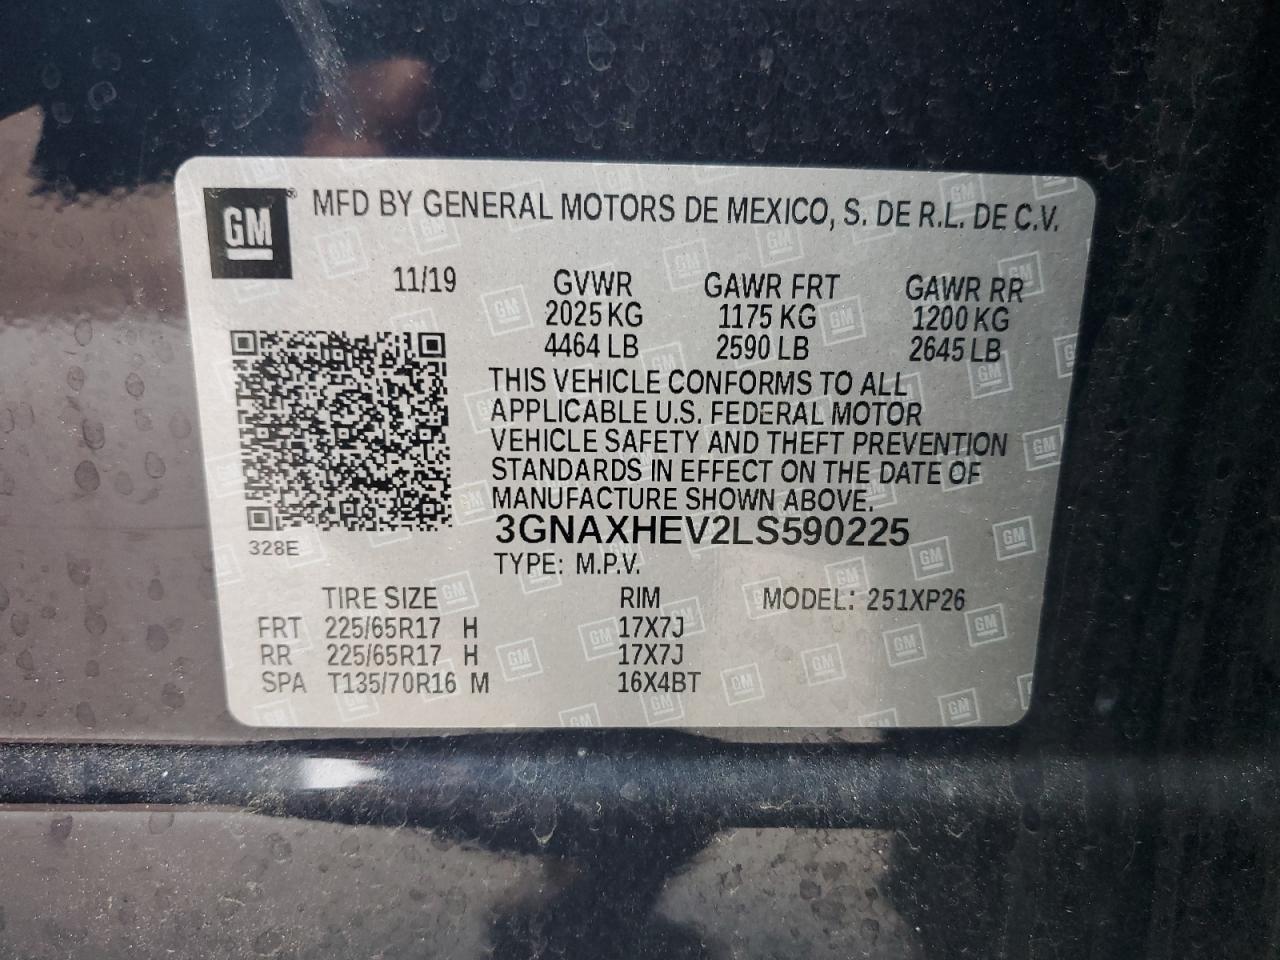 GM® MFD BY GENERAL MOTORS DE MEXICO, S. DE R.L. DE C.V.
11/19 GVWR GAWR FRT GAWR RR
2025 KG 1175 KG 1200 KG
4464 LB 2590 LB 2645 LB
THIS VEHICLE CONFORMS TO ALL
APPLICABLE U.S. FEDERAL MOTOR
VEHICLE SAFETY AND THEFT PREVENTION
STANDARDS IN EFFECT ON THE DATE OF
MANUFACTURE SHOWN ABOVE.
3GNAXHEV2LS590225
328E
TYPE: M.P.V.
TIRE SIZE RIM MODEL: 251XP26
FRT 225/65R17 H 17X7J
RR 225/65R17 H 17X7J
SPA T135/70R16 M 16X4BT